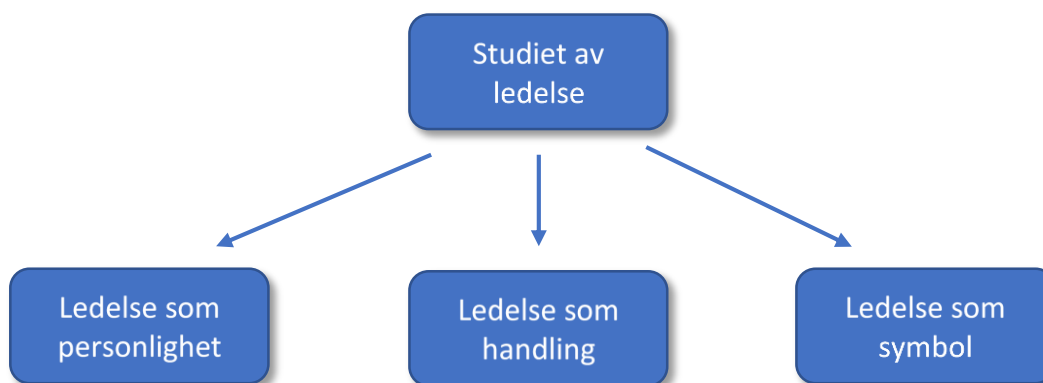 Studiet av
ledelse
Ledelse som
personlighet
Ledelse som
handling
Ledelse som
symbol